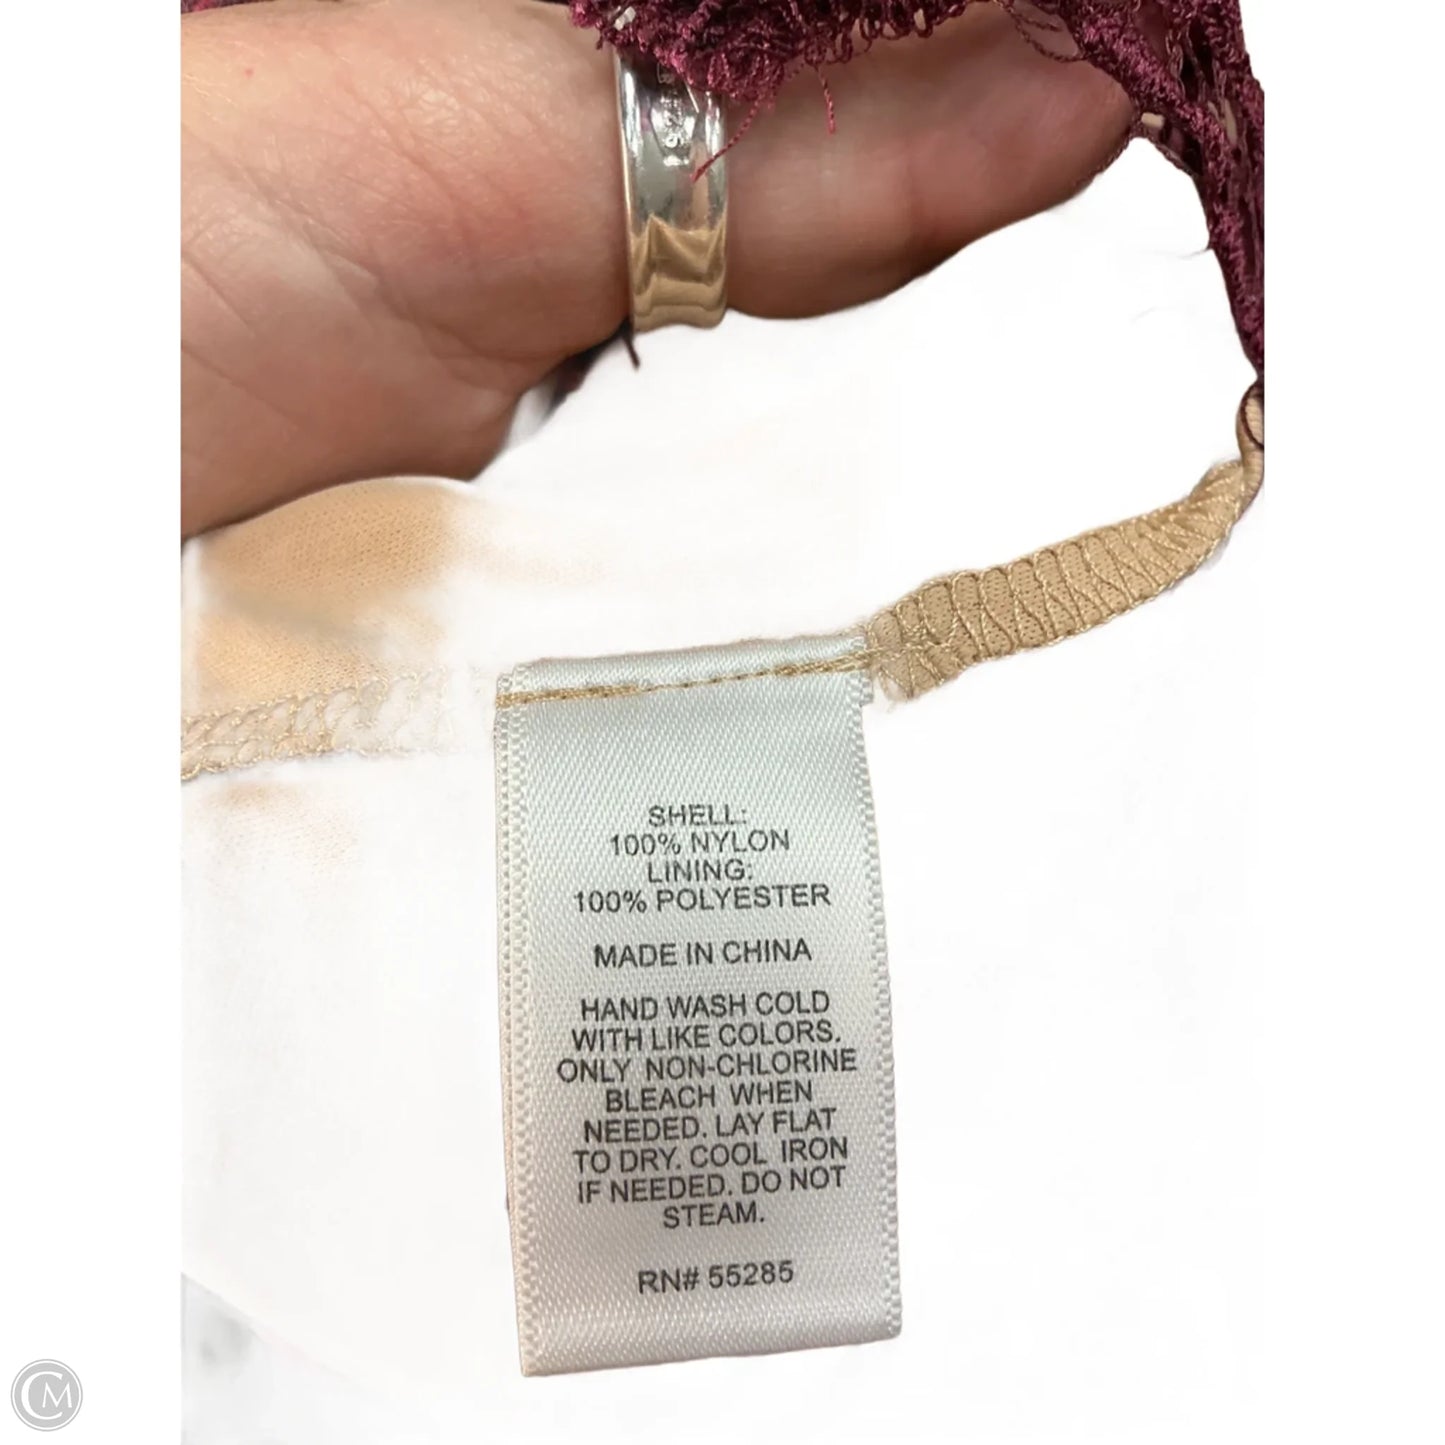 SHELL:
100% NYLON
LINING:
100% POLYESTER
MADE IN CHINA
HAND WASH COLD
WITH LIKE COLORS.
ONLY NON-CHLORINE
BLEACH WHEN
NEEDED. LAY FLAT
TO DRY. COOL IRON
IF NEEDED. DO NOT
STEAM.
RN# 55285
CM